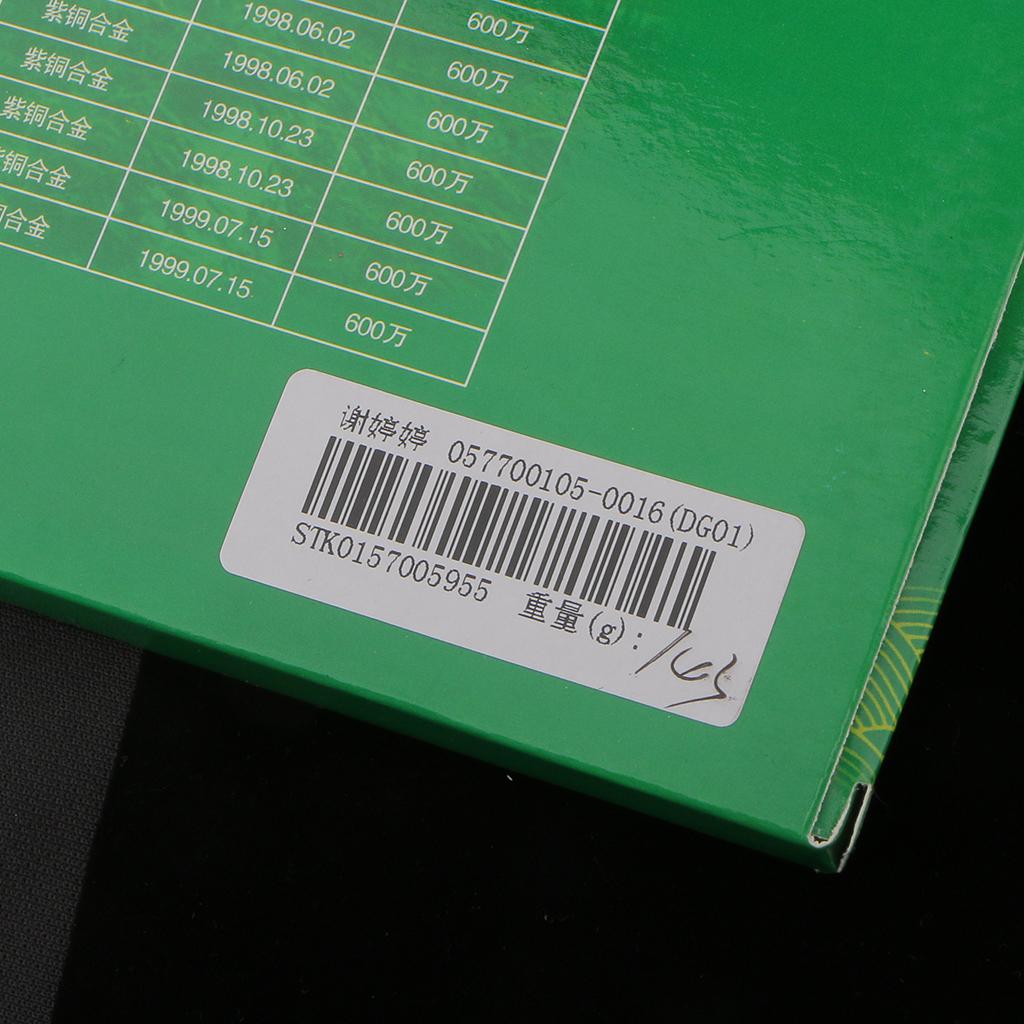 600万
1998.06.02 600万
紫铜合金 1998.06.02 600万
紫铜合金 1998.10.23 600万
紫铜合金 1998.10.23 600万
铜合金 1999.07.15 600万
合金 1999.07.15 600万
谢婷婷 057700105-0016(DG01)
STK0157005955 重量(g):143